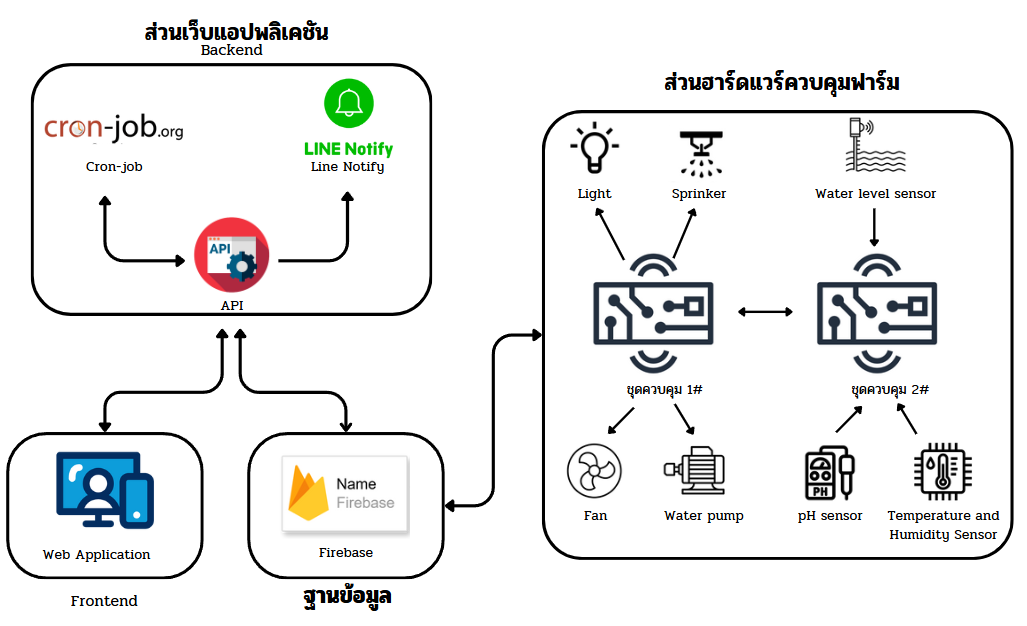 ส่วนเว็บแอปพลิเคชัน
Backend
cron-job.org
Cron-job
LINE Notify
Line Notify
API
API
Web Application
Frontend
Name
Firebase
Firebase
ฐานข้อมูล
ส่วนฮาร์ดแวร์ควบคุมฟาร์ม
Light
Sprinker
Water level sensor
ชุดควบคุม 1#
ชุดควบคุม 2#
Fan
Water pump
PH
pH sensor
Temperature and
Humidity Sensor